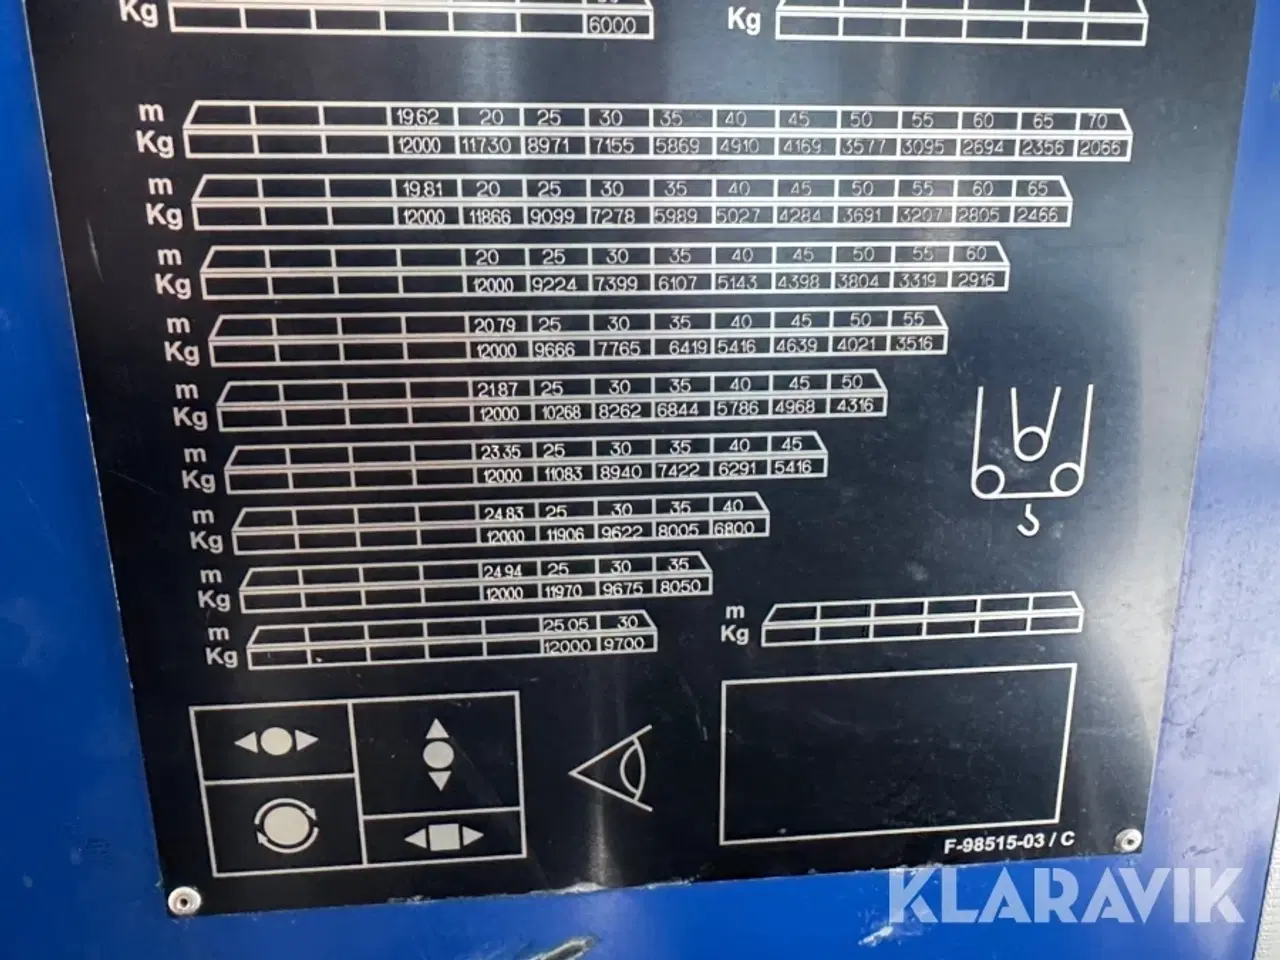 Kg 6000
Kg
m 19.62 20 25 30 35 40 45 50 55 60 65 70
Kg 12000 11730 8971 7155 5869 4910 4169 3577 3095 2694 2356 2066
m 19.81 20 25 30 35 40 45 50 55 60 65
Kg 12000 11866 9099 7278 5989 5027 4284 3691 3207 2805 2466
m 20 25 30 35 40 45 50 55 60
Kg 12000 9224 7399 6107 5143 4398 3804 3319 2916
m 20.79 25 30 35 40 45 50 55
Kg 12000 9666 7765 6419 5416 4639 4021 3516
m 21.87 25 30 35 40 45 50
Kg 12000 10268 8262 6844 5786 4968 4316
m 23.35 25 30 35 40 45
Kg 12000 11083 8940 7422 6291 5416
m 24.83 25 30 35 40
Kg 12000 11906 9622 8005 6800
m 24.94 25 30 35
Kg 12000 11970 9675 8050
m 25.05 30
Kg 12000 9700
m
Kg
F-98515-03 / C
KLARAVIK